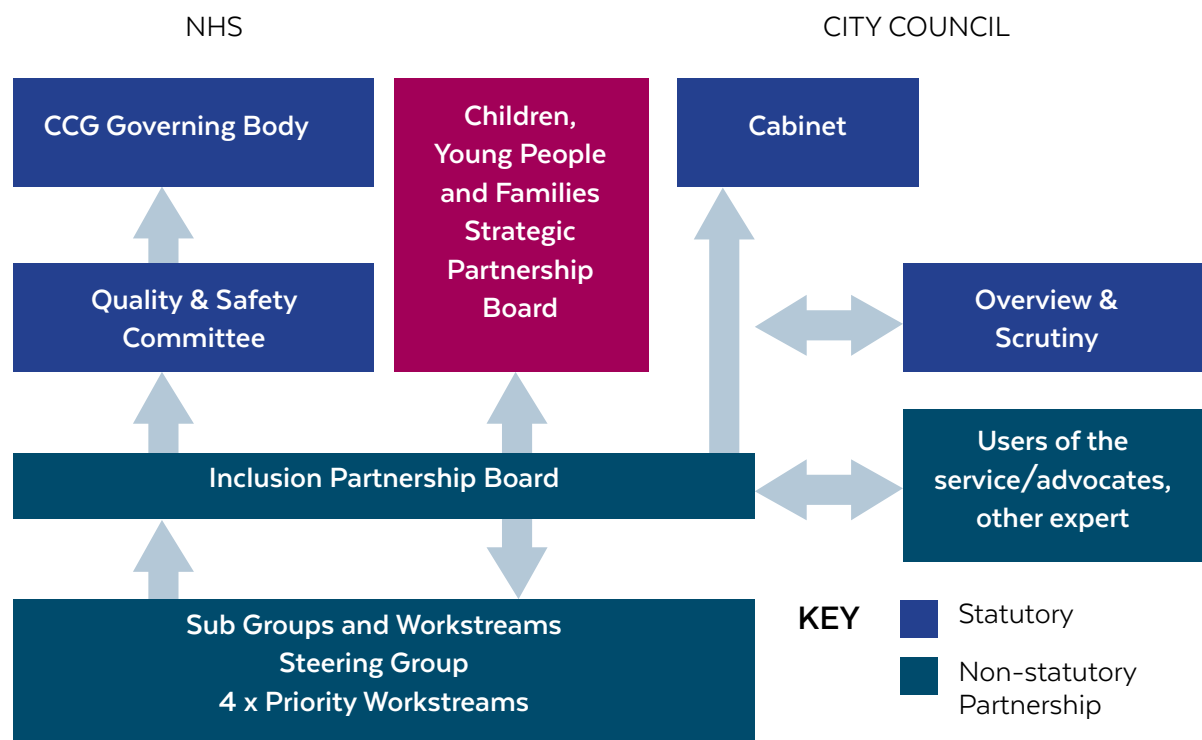 NHS
CITY COUNCIL
CCG Governing Body
Children,
Young People
and Families
Strategic
Partnership
Board
Cabinet
Quality & Safety
Committee
Overview &
Scrutiny
Inclusion Partnership Board
Users of the
service/advocates,
other expert
Sub Groups and Workstreams
Steering Group
4 x Priority Workstreams
KEY
Statutory
Non-statutory
Partnership